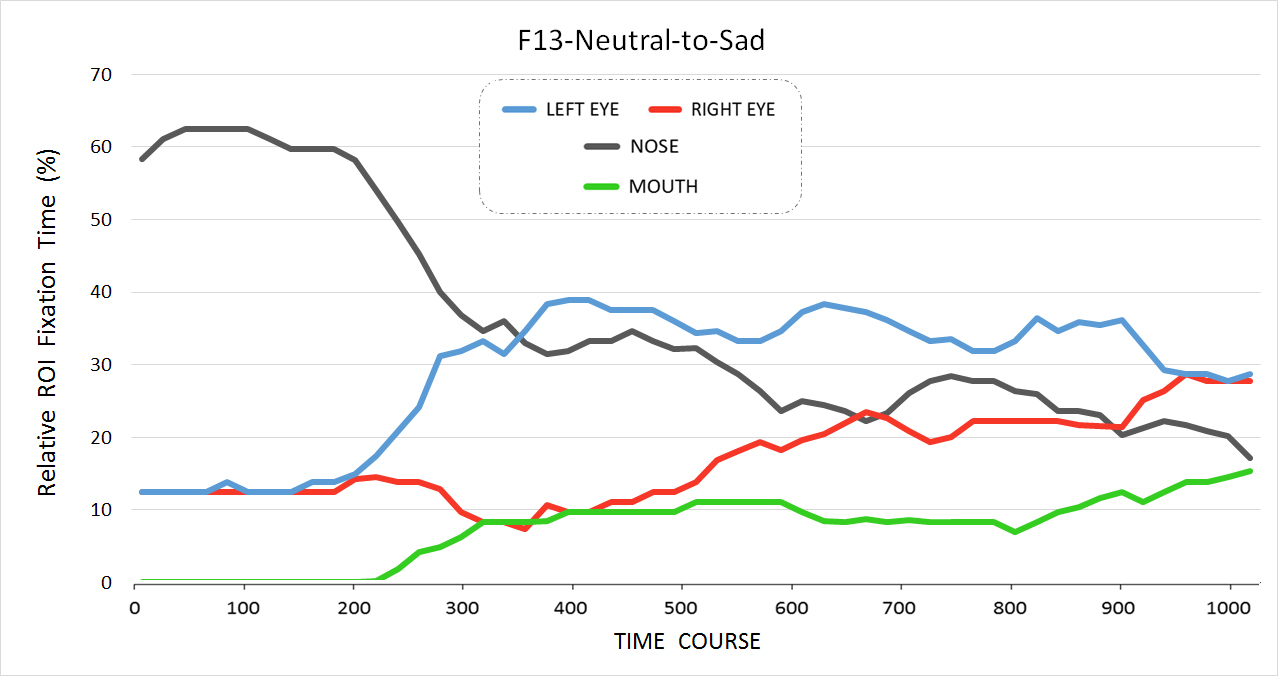 F13-Neutral-to-Sad
70
60
50
40
30
20
10
0
Relative ROI Fixation Time (%)
LEFT EYE RIGHT EYE
NOSE
MOUTH
0 100 200 300 400 500 600 700 800 900 1000
TIME COURSE